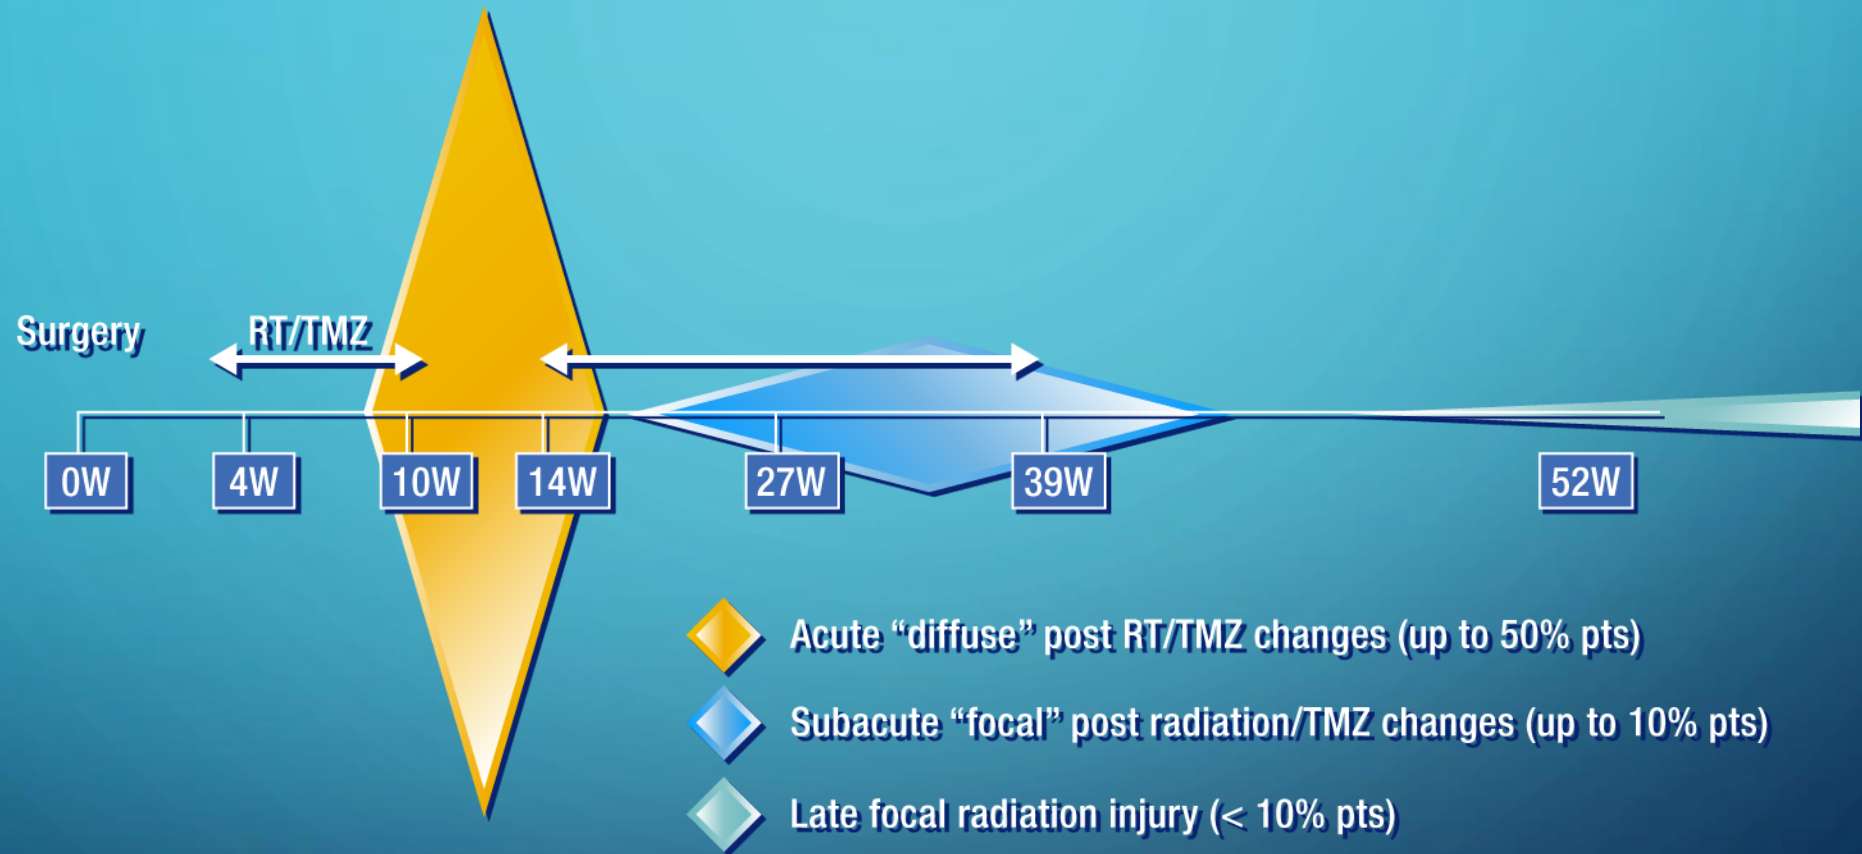 Surgery
RT/TMZ
0W
4W
10W
14W
27W
39W
52W
Acute “diffuse” post RT/TMZ changes (up to 50% pts)
Subacute “focal” post radiation/TMZ changes (up to 10% pts)
Late focal radiation injury (< 10% pts)